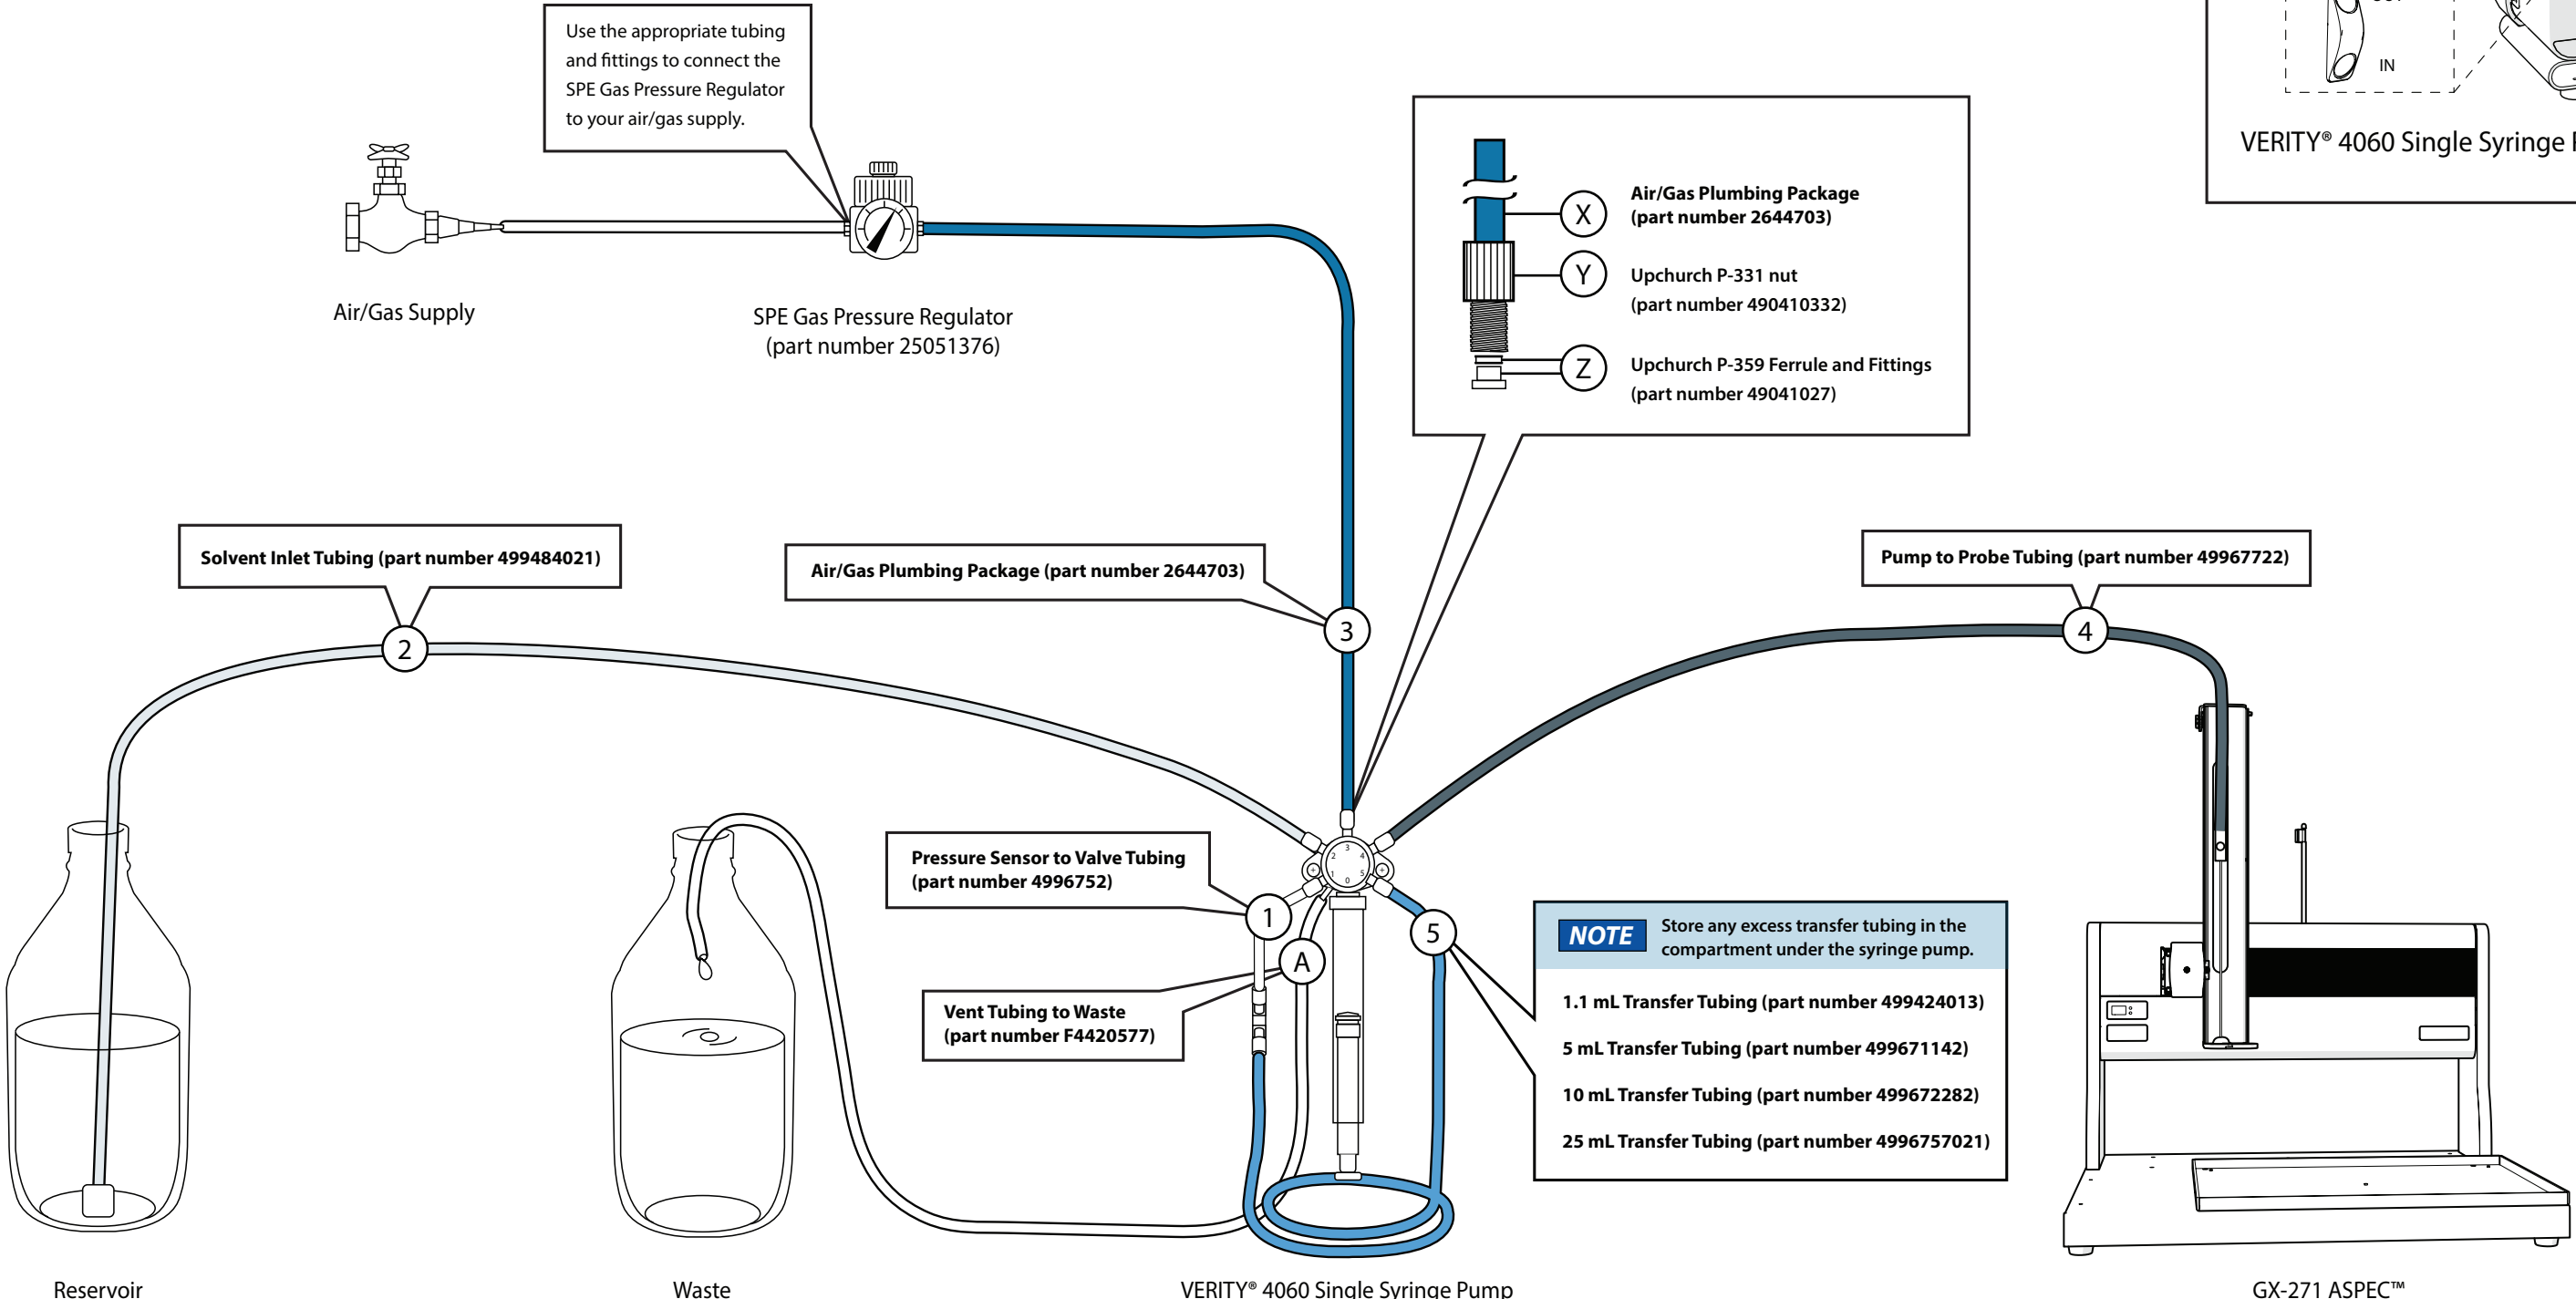 Use the appropriate tubing
and fittings to connect the
SPE Gas Pressure Regulator
to your air/gas supply.
IN
VERITY® 4060 Single Syringe
Air/Gas Supply
SPE Gas Pressure Regulator
(part number 25051376)
X
Air/Gas Plumbing Package
(part number 2644703)
Y
Upchurch P-331 nut
(part number 490410332)
Z
Upchurch P-359 Ferrule and Fittings
(part number 49041027)
Solvent Inlet Tubing (part number 499484021)
2
Air/Gas Plumbing Package (part number 2644703)
3
Pump to Probe Tubing (part number 49967722)
4
Pressure Sensor to Valve Tubing
(part number 4996752)
1
3
2
4
1
5
0
A
Vent Tubing to Waste
(part number F4420577)
5
NOTE
Store any excess transfer tubing in the
compartment under the syringe pump.
1.1 mL Transfer Tubing (part number 499424013)
5 mL Transfer Tubing (part number 499671142)
10 mL Transfer Tubing (part number 499672282)
25 mL Transfer Tubing (part number 4996757021)
Reservoir
Waste
VERITY® 4060 Single Syringe Pump
GX-271 ASPEC™